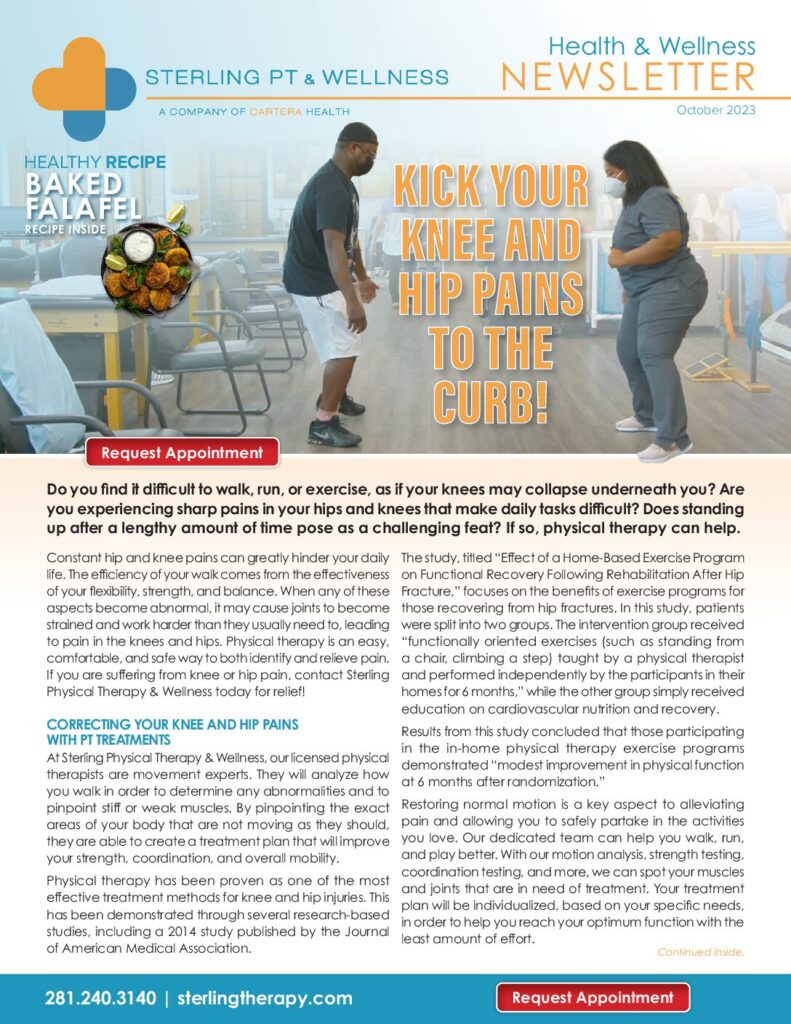 Health & Wellness
NEWSLETTER
October 2023
STERLING PT & WELLNESS
A COMPANY OF CARTERA HEALTH
HEALTHY RECIPE
BAKED
FALAFEL
RECIPE INSIDE
KICK YOUR
KNEE AND
HIP PAINS
TO THE
CURB!
Request Appointment
Do you find it difficult to walk, run, or exercise, as if your knees may collapse underneath you? Are
you experiencing sharp pains in your hips and knees that make daily tasks difficult? Does standing
up after a lengthy amount of time pose as a challenging feat? If so, physical therapy can help.
Constant hip and knee pains can greatly hinder your daily
life. The efficiency of your walk comes from the effectiveness
of your flexibility, strength, and balance. When any of these
aspects become abnormal, it may cause joints to become
strained and work harder than they usually need to, leading
to pain in the knees and hips. Physical therapy is an easy,
comfortable, and safe way to both identify and relieve pain.
If you are suffering from knee or hip pain, contact Sterling
Physical Therapy & Wellness today for relief!
CORRECTING YOUR KNEE AND HIP PAINS
WITH PT TREATMENTS
At Sterling Physical Therapy & Wellness, our licensed physical
therapists are movement experts. They will analyze how
you walk in order to determine any abnormalities and to
pinpoint stiff or weak muscles. By pinpointing the exact
areas of your body that are not moving as they should,
they are able to create a treatment plan that will improve
your strength, coordination, and overall mobility.
Physical therapy has been proven as one of the most
effective treatment methods for knee and hip injuries. This
has been demonstrated through several research-based
studies, including a 2014 study published by the Journal
of American Medical Association.
The study, titled “Effect of a Home-Based Exercise Program
on Functional Recovery Following Rehabilitation After Hip
Fracture,” focuses on the benefits of exercise programs for
those recovering from hip fractures. In this study, patients
were split into two groups. The intervention group received
“functionally oriented exercises (such as standing from
a chair, climbing a step) taught by a physical therapist
and performed independently by the participants in their
homes for 6 months,” while the other group simply received
education on cardiovascular nutrition and recovery.
Results from this study concluded that those participating
in the in-home physical therapy exercise programs
demonstrated “modest improvement in physical function
at 6 months after randomization.”
Restoring normal motion is a key aspect to alleviating
pain and allowing you to safely partake in the activities
you love. Our dedicated team can help you walk, run,
and play better. With our motion analysis, strength testing,
coordination testing, and more, we can spot your muscles
and joints that are in need of treatment. Your treatment
plan will be individualized, based on your specific needs,
in order to help you reach your optimum function with the
least amount of effort.
Continued inside.
281.240.3140 | sterlingtherapy.com
Request Appointment